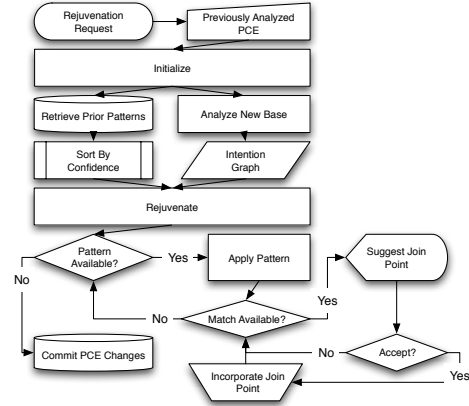 Rejuvenation
Request
Previously Analyzed
PCE
Initialize
Retrieve Prior Patterns
Analyze New Base
Sort By
Confidence
Intention
Graph
Rejuvenate
Pattern
Available?
Yes
Apply Pattern
Suggest Join
Point
No
Yes
No
Match Available?
Commit PCE Changes
No
Accept?
Yes
Incorporate Join
Point